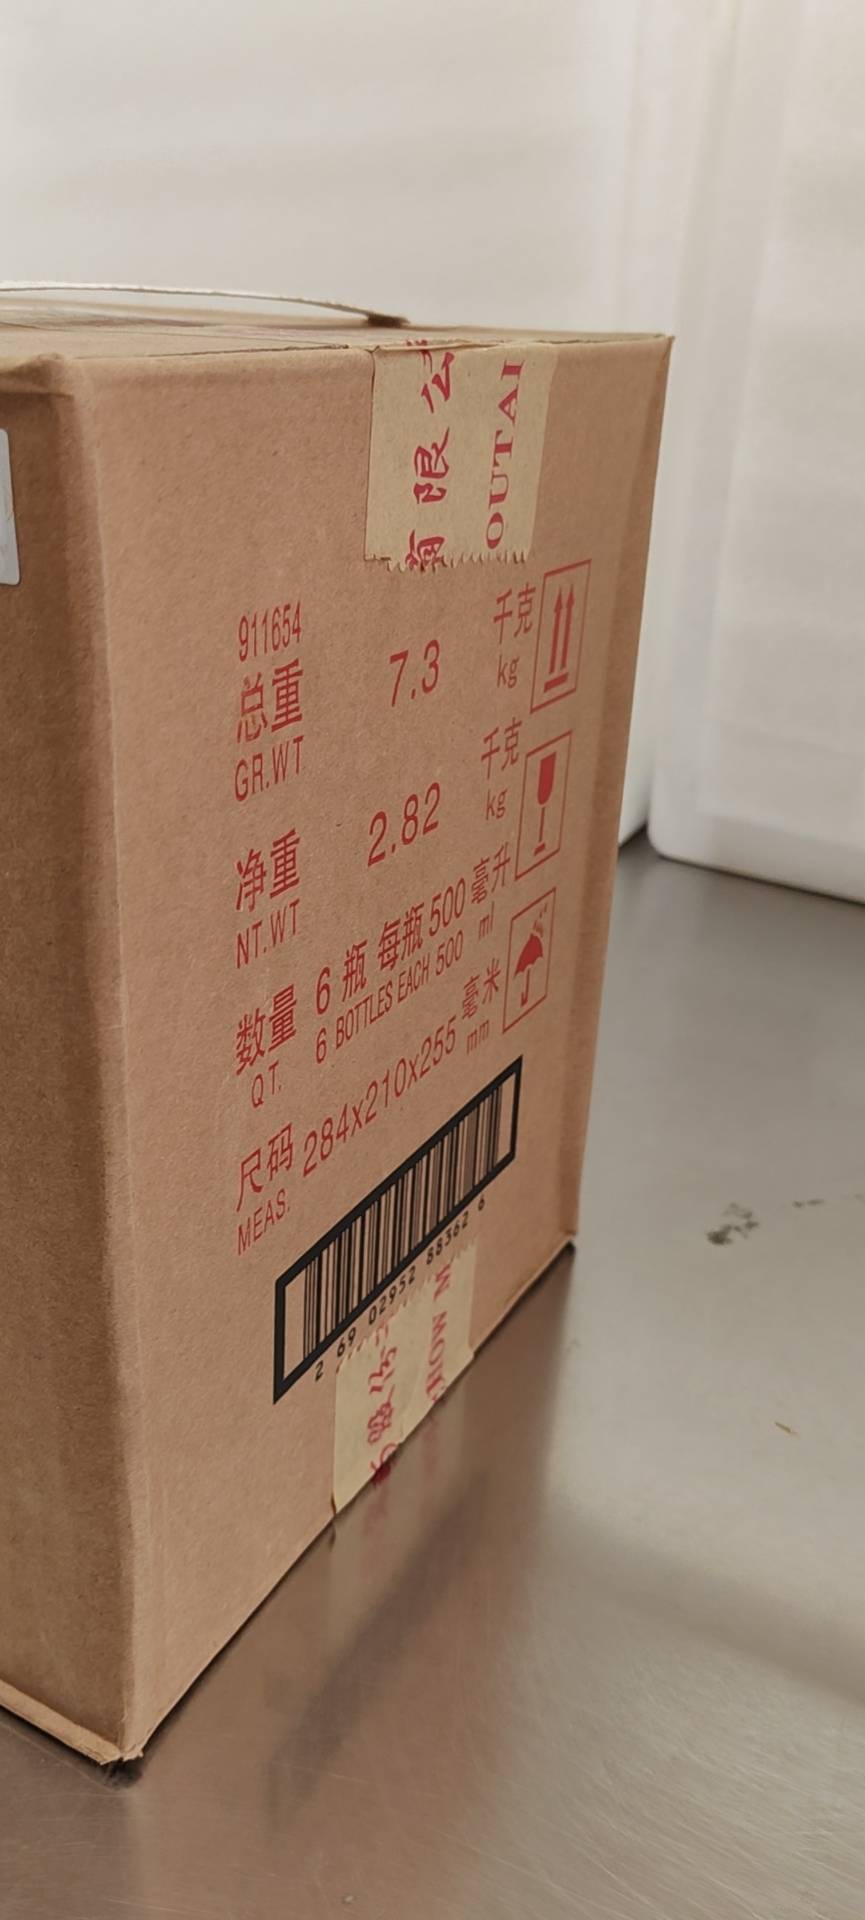 有限公
OUTAI
911654
总重 7.3 千克
GR.WT kg
净重 2.82 千克
NT.WT kg
数量 6 瓶 每瓶 500 毫升
QT. 6 BOTTLES EACH 500 ml
尺码 284x210x255 毫米
MEAS. mm
2 69 02952 88362 6